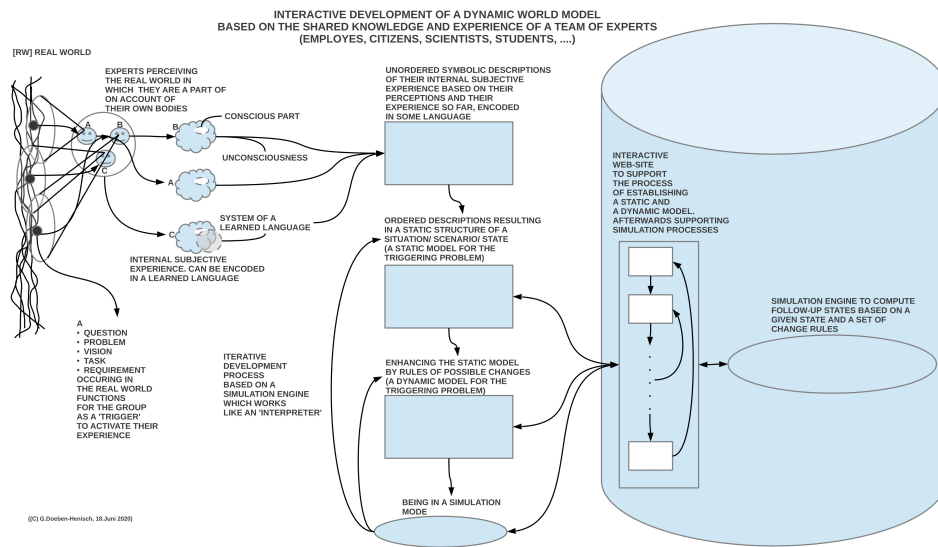 INTERACTIVE DEVELOPMENT OF A DYNAMIC WORLD MODEL
BASED ON THE SHARED KNOWLEDGE AND EXPERIENCE OF A TEAM OF EXPERTS
(EMPLOYES, CITIZENS, SCIENTISTS, STUDENTS, ....)
[RW] REAL WORLD
EXPERTS PERCEIVING
THE REAL WORLD IN
WHICH THEY ARE A PART OF
ON ACCOUNT OF
THEIR OWN BODIES
A
B
C
B
CONSCIOUS PART
UNCONSCIOUSNESS
A
C
SYSTEM OF A
LEARNED LANGUAGE
INTERNAL SUBJECTIVE
EXPERIENCE. CAN BE ENCODED
IN A LEARNED LANGUAGE
A
• QUESTION
• PROBLEM
• VISION
• TASK
• REQUIREMENT
OCCURING IN
THE REAL WORLD
FUNCTIONS
FOR THE GROUP
AS A 'TRIGGER'
TO ACTIVATE THEIR
EXPERIENCE
ITERATIVE
DEVELOPMENT
PROCESS
BASED ON A
SIMULATION ENGINE
WHICH WORKS
LIKE AN 'INTERPRETER'
UNORDERED SYMBOLIC DESCRIPTIONS
OF THEIR INTERNAL SUBJECTIVE
EXPERIENCE BASED ON THEIR
PERCEPTIONS AND THEIR
EXPERIENCE SO FAR, ENCODED
IN SOME LANGUAGE
ORDERED DESCRIPTIONS RESULTING
IN A STATIC STRUCTURE OF A
SITUATION/ SCENARIO/ STATE
(A STATIC MODEL FOR THE
TRIGGERING PROBLEM)
ENHANCING THE STATIC MODEL
BY RULES OF POSSIBLE CHANGES
(A DYNAMIC MODEL FOR THE
TRIGGERING PROBLEM)
BEING IN A SIMULATION
MODE
INTERACTIVE
WEB-SITE
TO SUPPORT
THE PROCESS
OF ESTABLISHING
A STATIC AND
A DYNAMIC MODEL.
AFTERWARDS SUPPORTING
SIMULATION PROCESSES
SIMULATION ENGINE TO COMPUTE
FOLLOW-UP STATES BASED ON A
GIVEN STATE AND A SET OF
CHANGE RULES
((C) G.Doeben-Henisch, 18.Juni 2020)